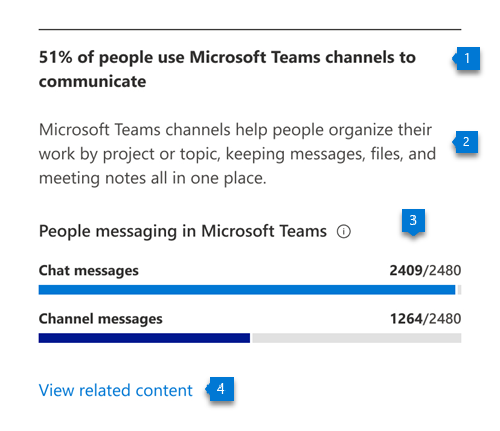 51% of people use Microsoft Teams channels to
1
communicate
Microsoft Teams channels help people organize their
work by project or topic, keeping messages, files, and
2
meeting notes all in one place.
3
People messaging in Microsoft Teams
Chat messages 2409/2480
Channel messages 1264/2480
View related content 4